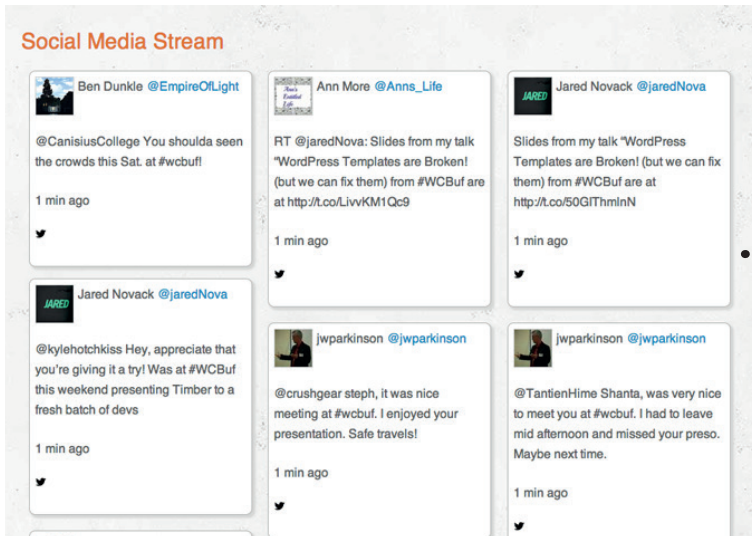 Social Media Stream
Ben Dunkle @EmpireOfLight
@CanisiusCollege You shoulda seen
the crowds this Sat. at #wcbuf!
1 min ago
Ann More @Anns_Life
Ann's
Entitled
Life
RT @jaredNova: Slides from my talk
"WordPress Templates are Broken!
(but we can fix them) from #WCBuf are
at http://t.co/LivvKM1Qc9
1 min ago
JARED
Jared Novack @jaredNova
Slides from my talk "WordPress
Templates are Broken! (but we can fix
them) from #WCBuf are at
http://t.co/50GlThmInN
1 min ago
JARED
Jared Novack @jaredNova
@kylehotchkiss Hey, appreciate that
you're giving it a try! Was at #WCBuf
this weekend presenting Timber to a
fresh batch of devs
1 min ago
jwparkinson @jwparkinson
@crushgear steph, it was nice
meeting at #wcbuf. I enjoyed your
presentation. Safe travels!
1 min ago
jwparkinson @jwparkinson
@TantienHime Shanta, was very nice
to meet you at #wcbuf. I had to leave
mid afternoon and missed your preso.
Maybe next time.
1 min ago